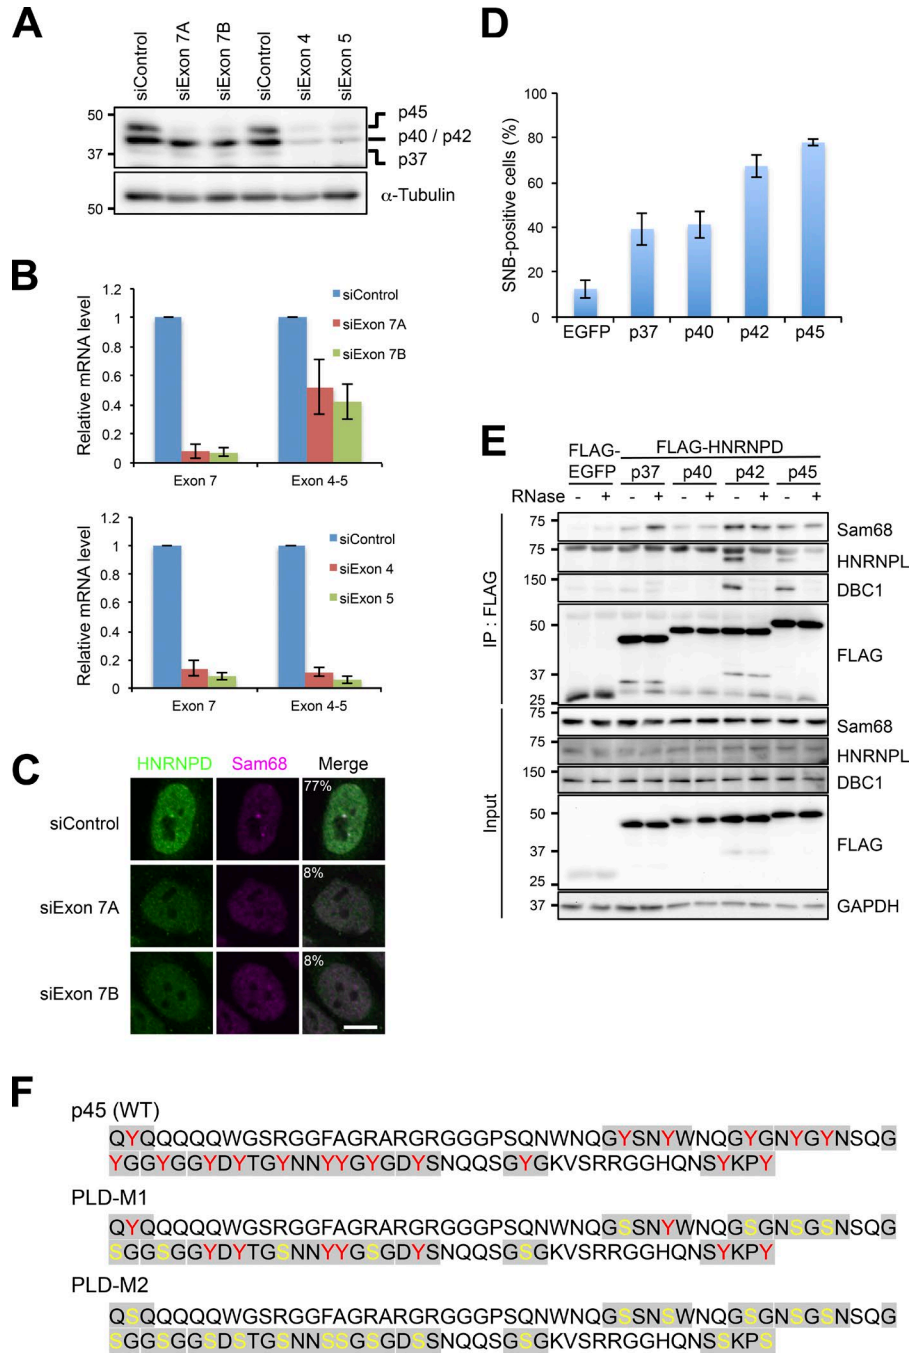 A
siControl
siExon 7A
siExon 7B
siControl
siExon 4
siExon 5
50
37
p45
p40 / p42
p37
50
α-Tubulin
B
Relative mRNA level
1.2
1
0.8
0.6
0.4
0.2
0
siControl
siExon 7A
siExon 7B
Exon 7
Exon 4-5
Relative mRNA level
1.2
1
0.8
0.6
0.4
0.2
0
siControl
siExon 4
siExon 5
Exon 7
Exon 4-5
C
HNRNPD
Sam68
Merge
siControl
77%
siExon 7A
8%
siExon 7B
8%
D
SNB-positive cells (%)
100
80
60
40
20
0
EGFP
p37
p40
p42
p45
E
FLAG-EGFP
FLAG-HNRNPD
p37
p40
p42
p45
RNase
- + - + - + - + - +
IP : FLAG
75
Sam68
75
HNRNPL
150
DBC1
50
37
25
FLAG
Input
75
Sam68
75
HNRNPL
150
DBC1
50
37
25
FLAG
37
GAPDH
F
p45 (WT)
QYQQQQQWGSRGGFAGRARGRGGGPSQNWNQGYSNYWNQGYGNYGYNSQG
YGGYGGYDYTGYNNYYGYGDYSNQQSGYGKVSRRGGHQNSYKPY
PLD-M1
QYQQQQQWGSRGGFAGRARGRGGGPSQNWNQGSSNYWNQGSGNSGSNSQG
SGGSGGYDYTGSNNYYGSGDYSNQQSGSGKVSRRGGHQNSYKPY
PLD-M2
QSQQQQQWGSRGGFAGRARGRGGGPSQNWNQGSSNSWNQGSGNSGSNSQG
SGGSGGSDSTGSNNSSGSGDSSNQQSGSGKVSRRGGHQNSSKPS